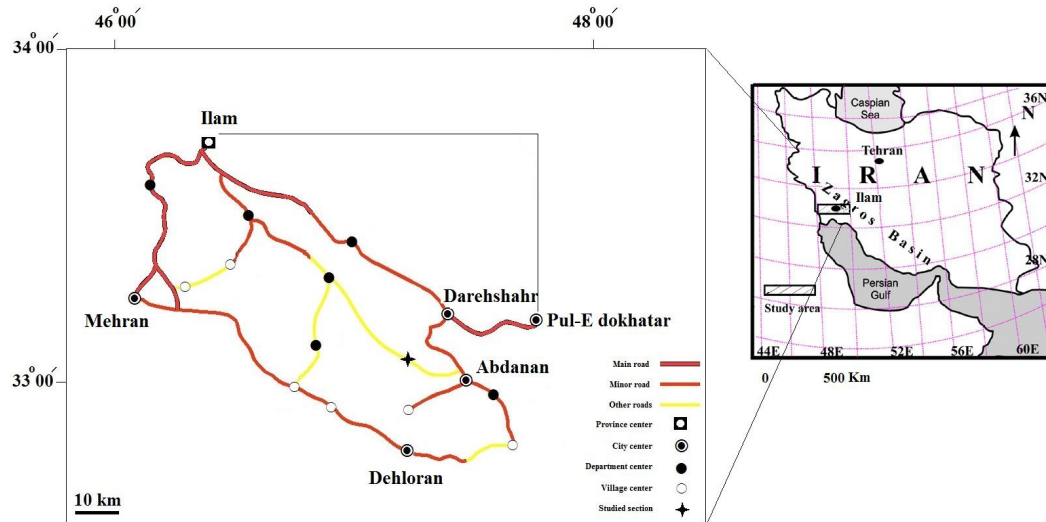 46°00′
48°00′
34°00′
Ilam
Darehshahr
Pul-E dokhatar
Mehran
33°00′
Abdanan
Dehloran
10 km
Main road
Minor road
Other roads
Province center
City center
Department center
Village center
Studied section
36N
Caspian
Sea
N
Tehran
32N
I R A N
Ilam
Zagros Basin
28N
Persian
Gulf
Study area
44E 48E 52E 56E 60E
0 500 Km